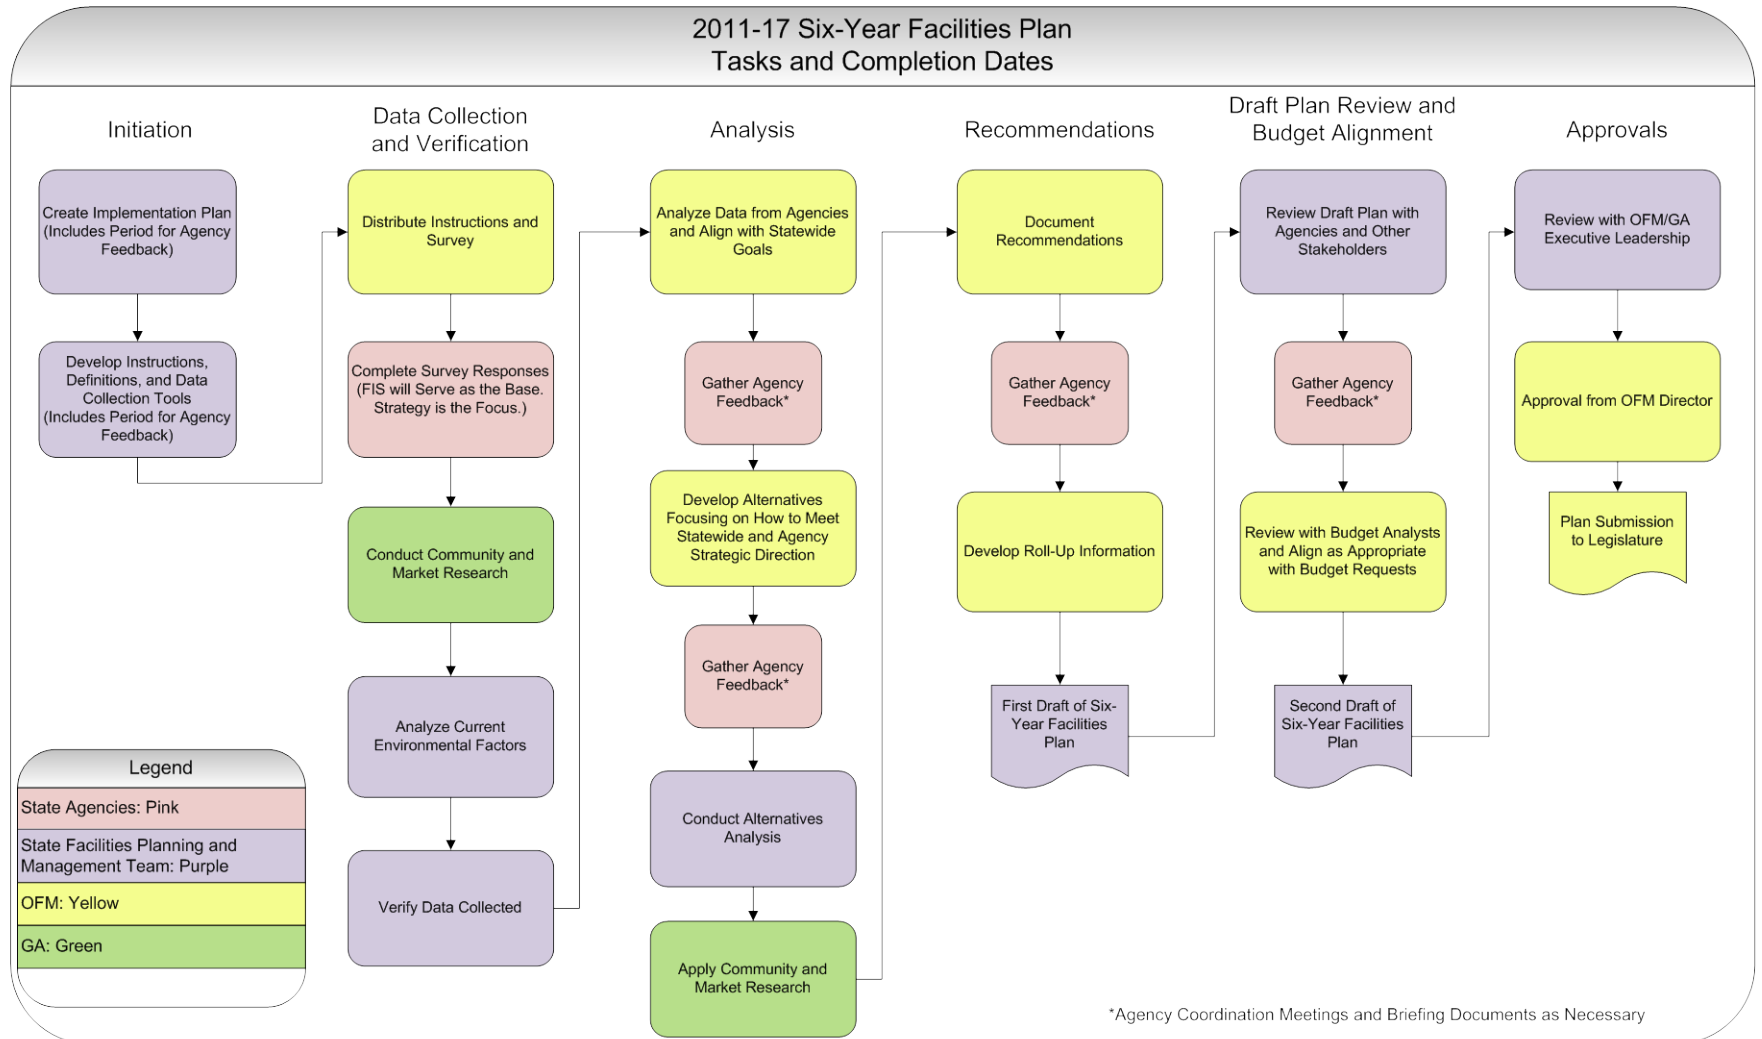 2011-17 Six-Year Facilities Plan
Tasks and Completion Dates
Initiation
Create Implementation Plan
(Includes Period for Agency
Feedback)
Develop Instructions,
Definitions, and Data
Collection Tools
(Includes Period for Agency
Feedback)
Data Collection
and Verification
Distribute Instructions and
Survey
Complete Survey Responses
(FIS will Serve as the Base.
Strategy is the Focus.)
Conduct Community and
Market Research
Analyze Current
Environmental Factors
Verify Data Collected
Analysis
Analyze Data from Agencies
and Align with Statewide
Goals
Gather Agency
Feedback*
Develop Alternatives
Focusing on How to Meet
Statewide and Agency
Strategic Direction
Gather Agency
Feedback*
Conduct Alternatives
Analysis
Apply Community and
Market Research
Recommendations
Document
Recommendations
Gather Agency
Feedback*
Develop Roll-Up Information
First Draft of Six-
Year Facilities
Plan
Draft Plan Review and
Budget Alignment
Review Draft Plan with
Agencies and Other
Stakeholders
Gather Agency
Feedback*
Review with Budget Analysts
and Align as Appropriate
with Budget Requests
Second Draft of
Six-Year Facilities
Plan
Approvals
Review with OFM/GA
Executive Leadership
Approval from OFM Director
Plan Submission
to Legislature
Legend
State Agencies: Pink
State Facilities Planning and
Management Team: Purple
OFM: Yellow
GA: Green
*Agency Coordination Meetings and Briefing Documents as Necessary